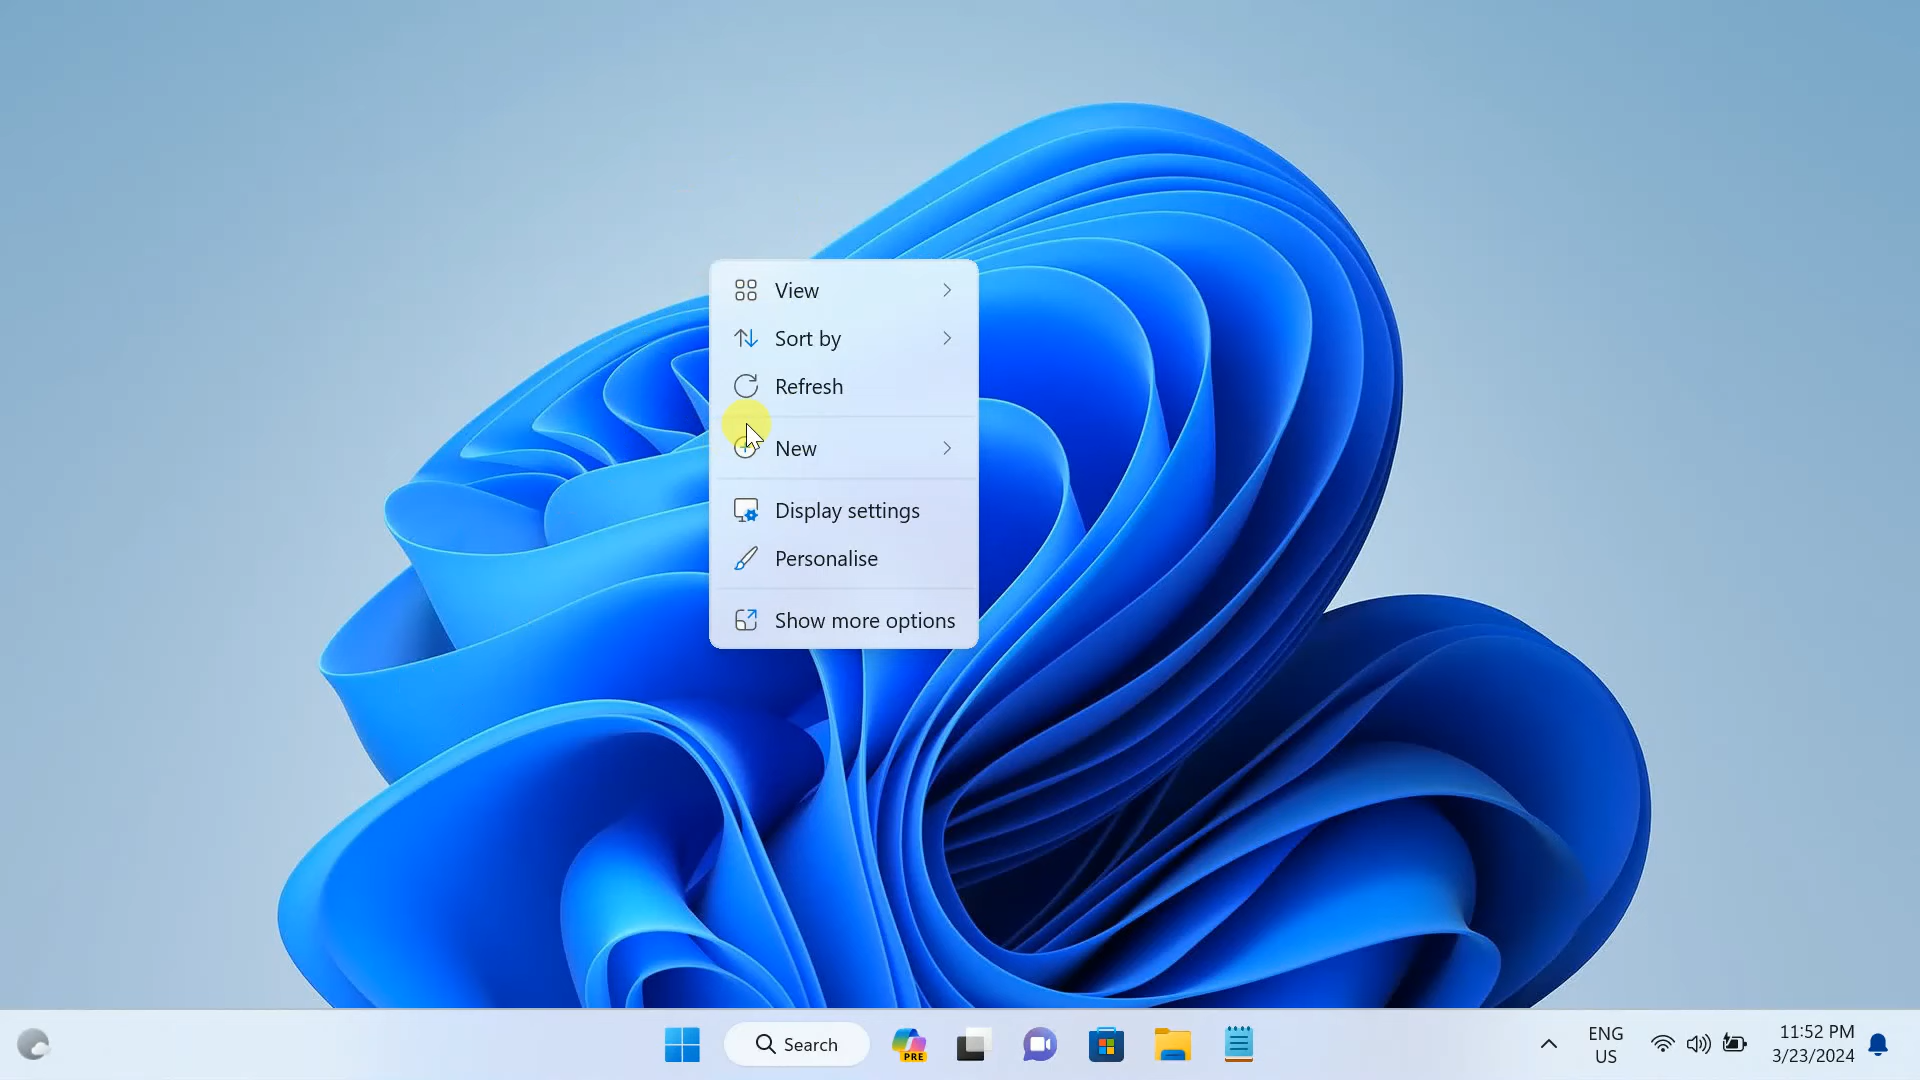 View
Sort by
Refresh
New
Display settings
Personalise
Show more options
Search
PRE
ENG
US
11:52 PM
3/23/2024